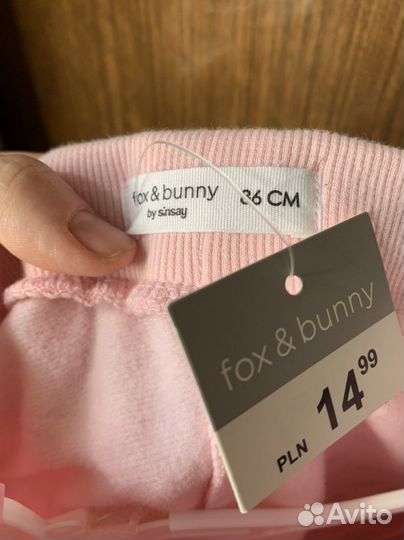 fox & bunny
by sinsay
86 CM
fox & bunny
PLN 14 99
Avito